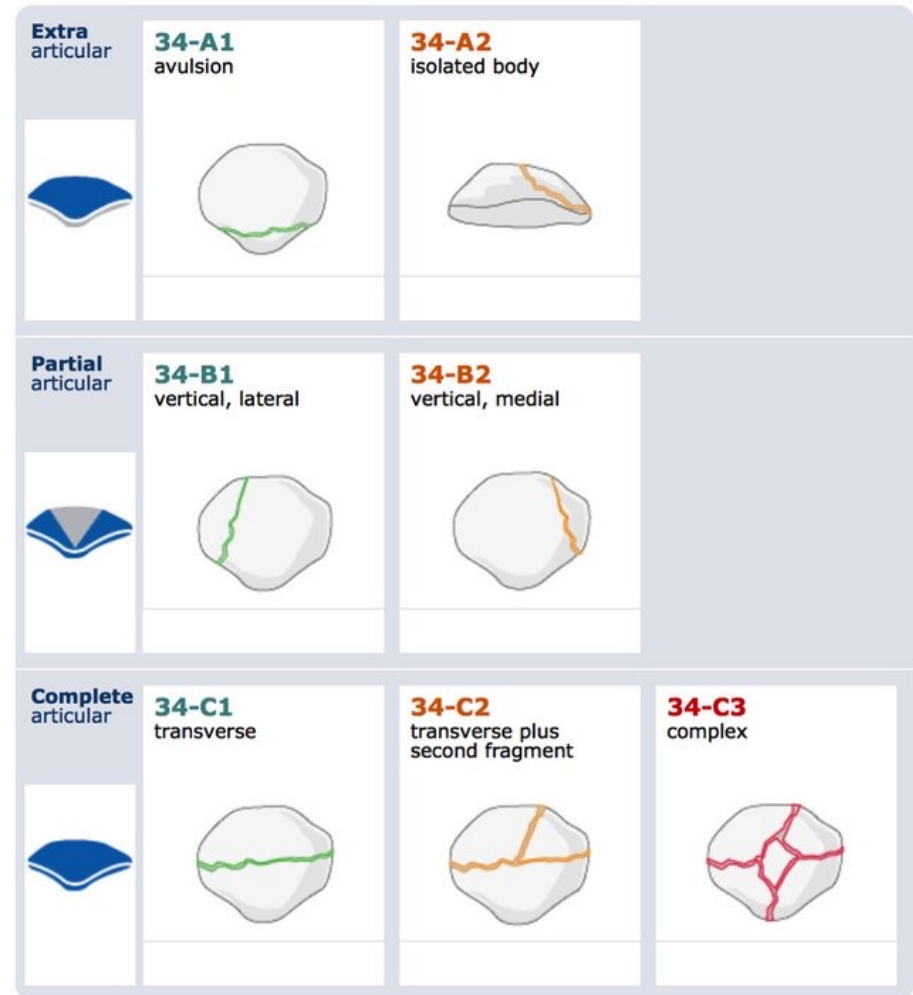 Extra
articular
34-A1
avulsion
34-A2
isolated body
Partial
articular
34-B1
vertical, lateral
34-B2
vertical, medial
Complete
articular
34-C1
transverse
34-C2
transverse plus
second fragment
34-C3
complex